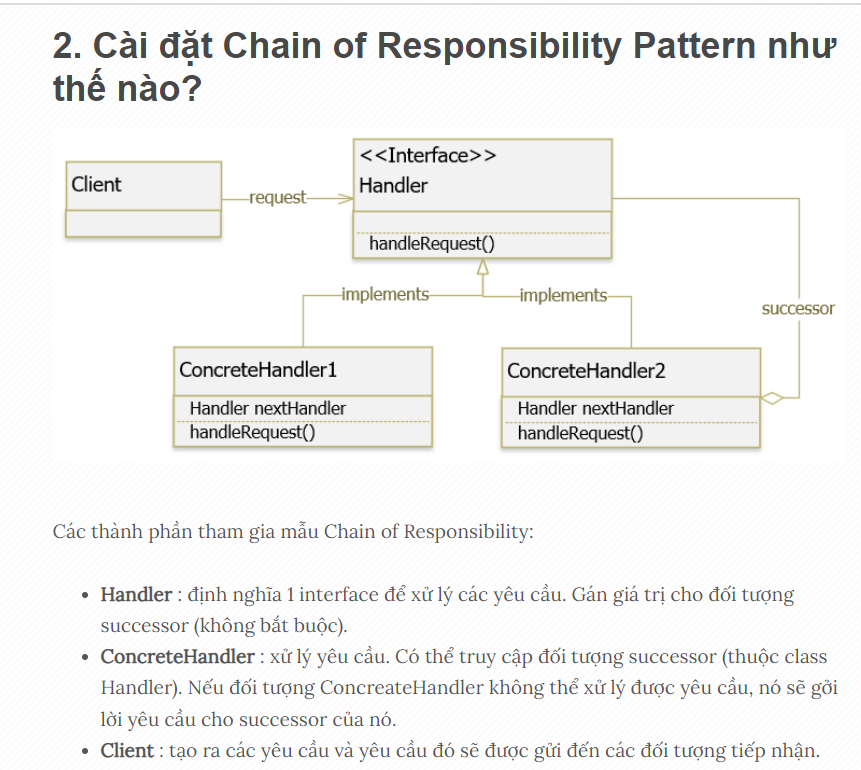 2. Cài đặt Chain of Responsibility Pattern như
thế nào?
<<Interface>>
Client
Handler
request
handleRequest()
implements
implements
successor
ConcreteHandler1
ConcreteHandler2
Handler nextHandler
Handler nextHandler
handleRequest()
handleRequest()
Các thành phần tham gia mẫu Chain of Responsibility:
• Handler : định nghĩa 1 interface để xử lý các yêu cầu. Gán giá trị cho đối tượng
successor (không bắt buộc).
• ConcreteHandler : xử lý yêu cầu. Có thể truy cập đối tượng successor (thuộc class
Handler). Nếu đối tượng ConcreateHandler không thể xử lý được yêu cầu, nó sẽ gởi
lời yêu cầu cho successor của nó.
• Client : tạo ra các yêu cầu và yêu cầu đó sẽ được gửi đến các đối tượng tiếp nhận.